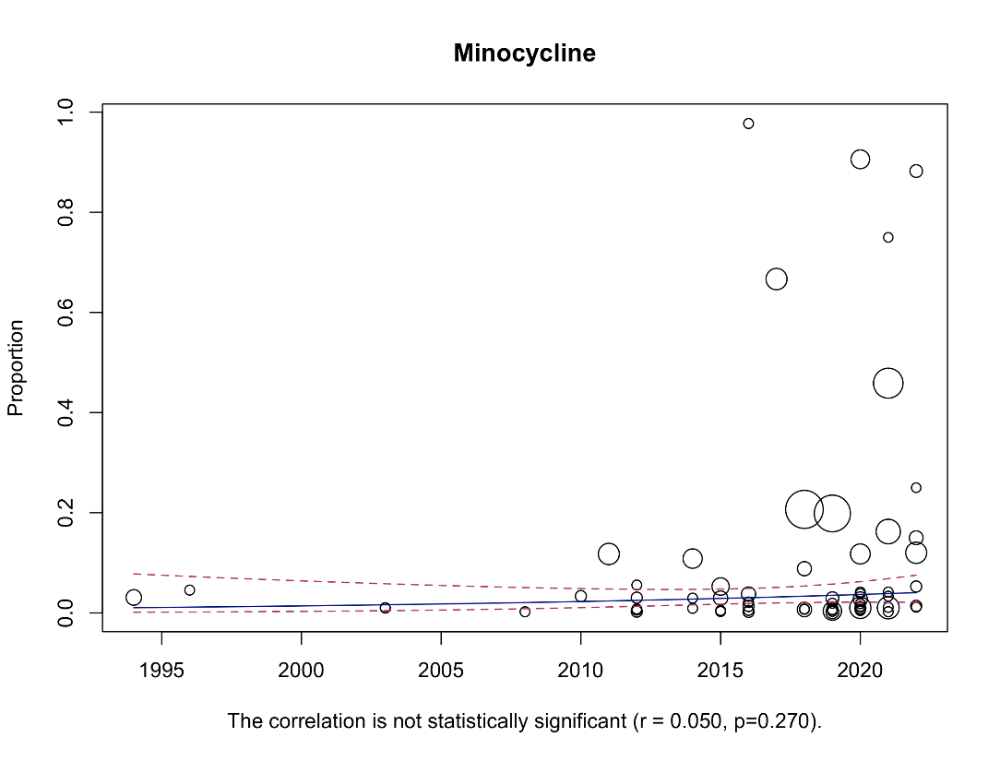 Minocycline
Proportion
1.0
0.8
0.6
0.4
0.2
0.0
1995 2000 2005 2010 2015 2020
The correlation is not statistically significant (r = 0.050, p=0.270).